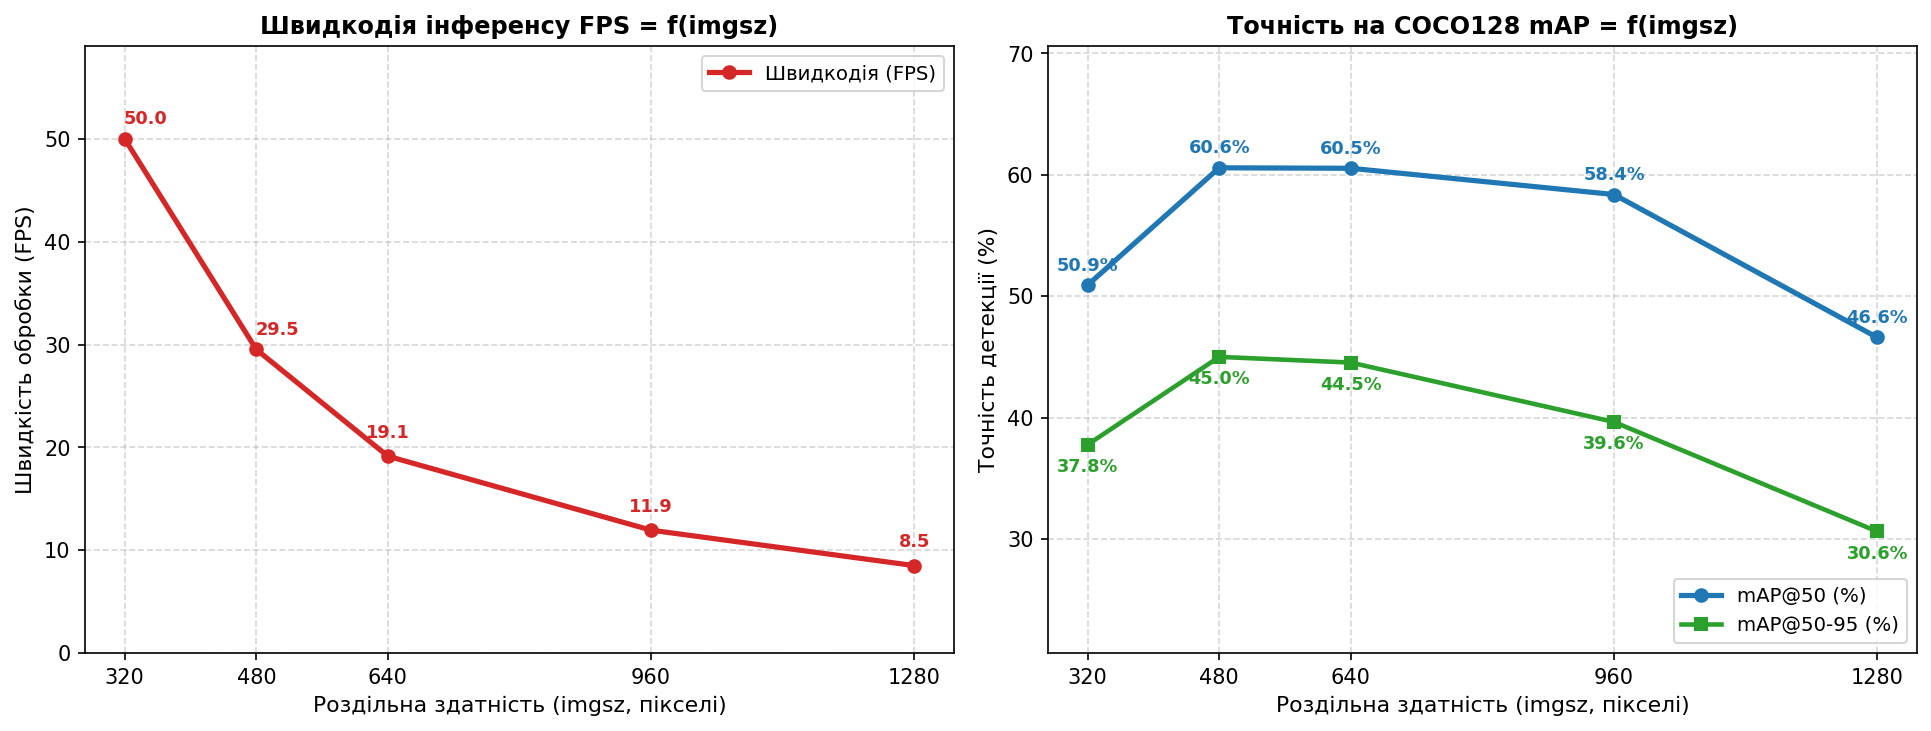 Швидкодія інференсу FPS = f(imgsz)
Швидкодія (FPS)
50.0
29.5
19.1
11.9
8.5
50
40
30
20
10
0
Швидкість обробки (FPS)
320 480 640 960 1280
Роздільна здатність (imgsz, пікселі)
Точність на COCO128 mAP = f(imgsz)
70
60
50
40
30
Точність детекції (%)
50.9% 60.6% 60.5% 58.4% 46.6%
37.8% 45.0% 44.5% 39.6% 30.6%
mAP@50 (%)
mAP@50-95 (%)
320 480 640 960 1280
Роздільна здатність (imgsz, пікселі)